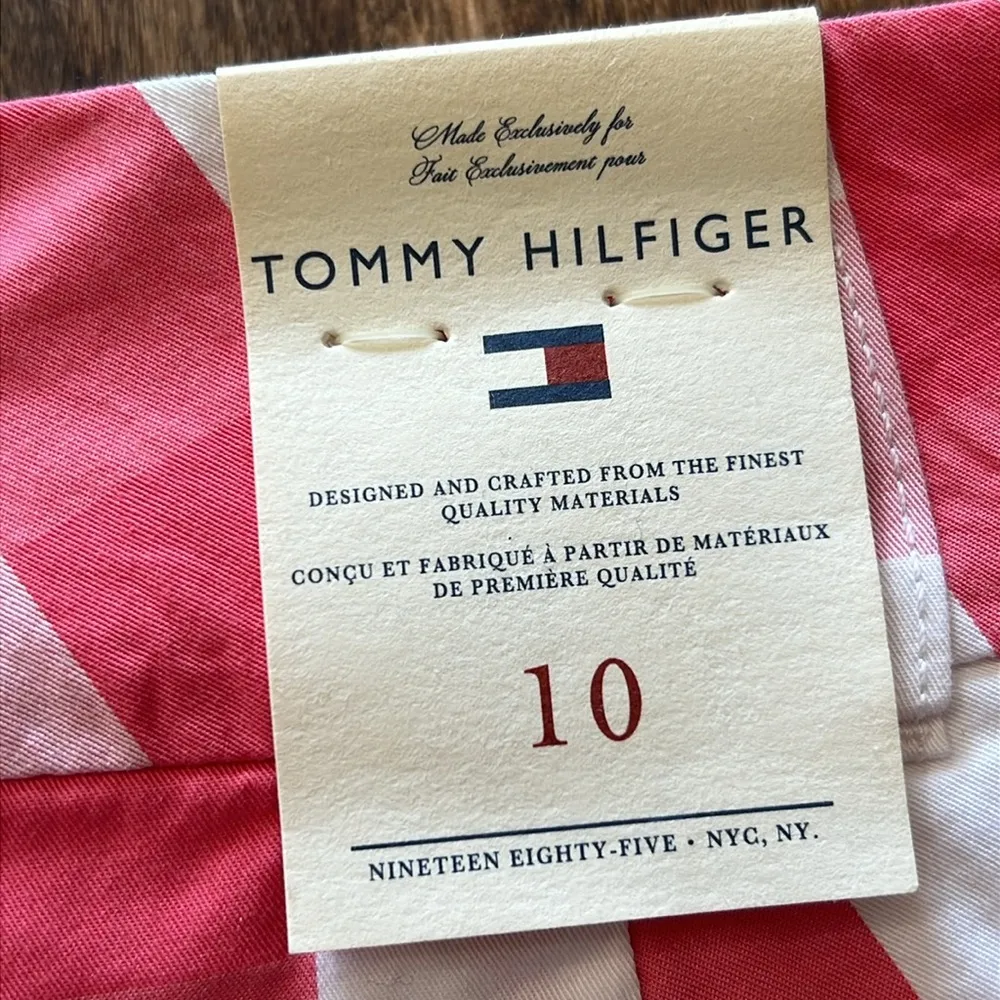 Made Exclusively for
Fait Exclusivement pour
TOMMY HILFIGER
DESIGNED AND CRAFTED FROM THE FINEST
QUALITY MATERIALS
CONÇU ET FABRIQUÉ À PARTIR DE MATÉRIAUX
DE PREMIÈRE QUALITÉ
10
NINETEEN EIGHTY-FIVE • NYC, NY.